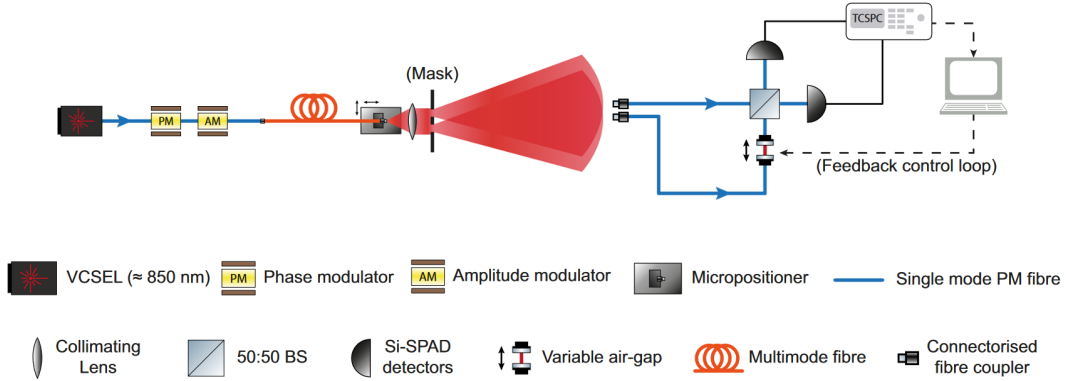 TCSPC
(Mask)
PM
AM
(Feedback control loop)
VCSEL (≈ 850 nm)
PM
Phase modulator
AM
Amplitude modulator
Micropositioner
Single mode PM fibre
Collimating
Lens
50:50 BS
Si-SPAD
detectors
Variable air-gap
Multimode fibre
Connectorised
fibre coupler